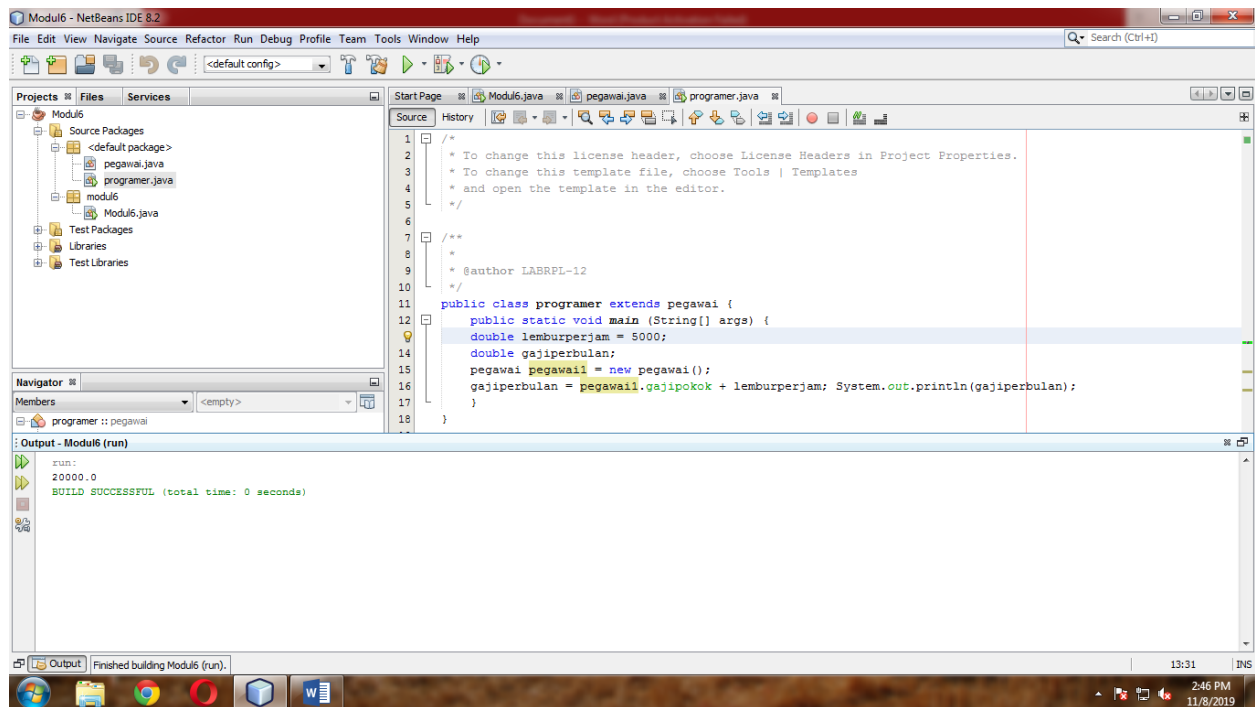 Modul6 - NetBeans IDE 8.2
File Edit View Navigate Source Refactor Run Debug Profile Team Tools Window Help
Search (Ctrl+I)
<default config>
Projects Files Services
Modul6
Source Packages
<default package>
pegawai.java
programer.java
modul6
Modul6.java
Test Packages
Libraries
Test Libraries
Navigator
Members <empty>
programer :: pegawai
Start Page Modul6.java pegawai.java programer.java
Source History
1 /*
2 * To change this license header, choose License Headers in Project Properties.
3 * To change this template file, choose Tools | Templates
4 * and open the template in the editor.
5 */
6
7 /**
8 *
9 * @author LABRPL-12
10 */
11 public class programer extends pegawai {
12 public static void main (String[] args) {
double lemburperjam = 5000;
14 double gajiperbulan;
15 pegawai pegawai1 = new pegawai();
16 gajiperbulan = pegawai1.gajipokok + lemburperjam; System.out.println(gajiperbulan);
17 }
18 }
Output - Modul6 (run)
run:
20000.0
BUILD SUCCESSFUL (total time: 0 seconds)
Output Finished building Modul6 (run).
13:31 INS
2:46 PM
11/8/2019